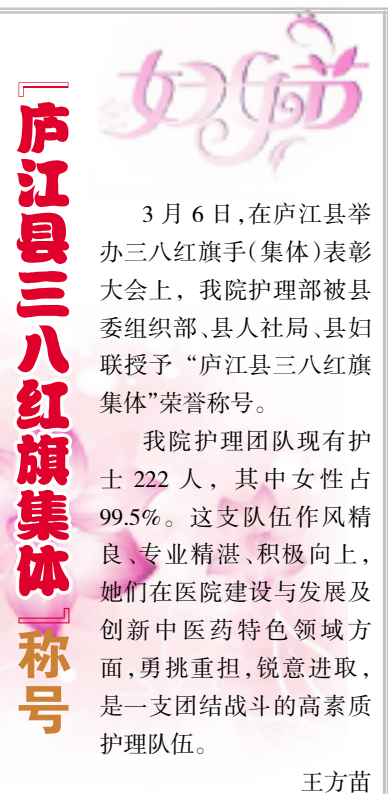 妇女节
『庐江县三八红旗集体』称号
3月6日,在庐江县举
办三八红旗手(集体)表彰
大会上，我院护理部被县
委组织部、县人社局、县妇
联授予“庐江县三八红旗
集体”荣誉称号。
我院护理团队现有护
士222人，其中女性占
99.5%。这支队伍作风精
良、专业精湛、积极向上,
她们在医院建设与发展及
创新中医药特色领域方
面,勇挑重担,锐意进取,
是一支团结战斗的高素质
护理队伍。
王方苗